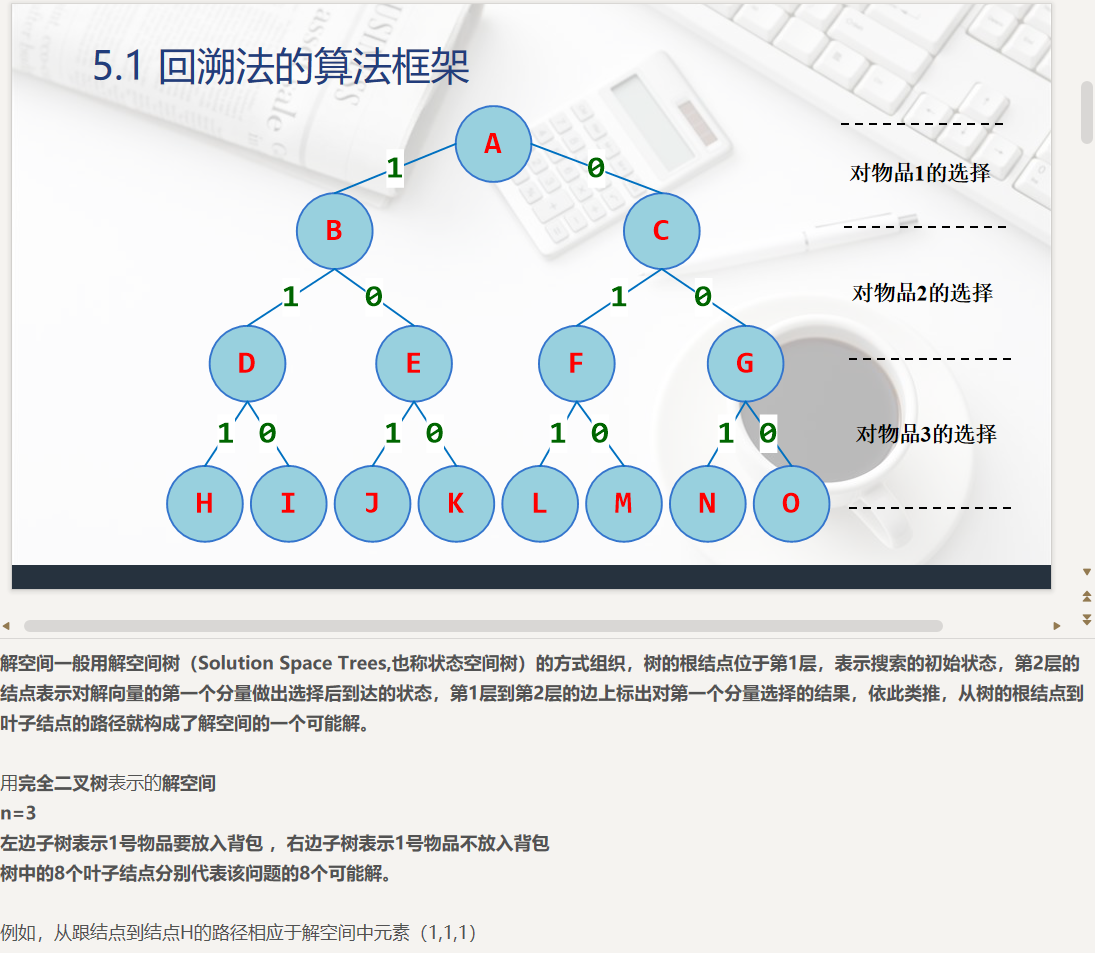 5.1 回溯法的算法框架
A
1 0
对物品1的选择
B C
1 0 1 0
对物品2的选择
D E F G
1 0 1 0 1 0 1 0
对物品3的选择
H I J K L M N O
解空间一般用解空间树（Solution Space Trees,也称状态空间树）的方式组织，树的根结点位于第1层，表示搜索的初始状态，第2层的
结点表示对解向量的第一个分量做出选择后到达的状态，第1层到第2层的边上标出对第一个分量选择的结果，依此类推，从树的根结点到
叶子结点的路径就构成了解空间的一个可能解。
用完全二叉树表示的解空间
n=3
左边子树表示1号物品要放入背包 ，右边子树表示1号物品不放入背包
树中的8个叶子结点分别代表该问题的8个可能解。
例如，从跟结点到结点H的路径相应于解空间中元素（1,1,1）